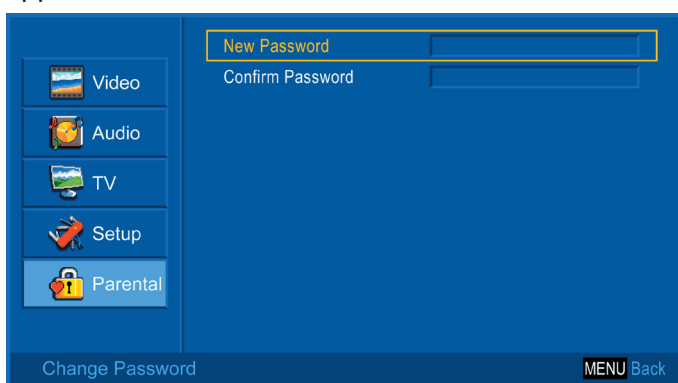 New Password
Confirm Password
Video
Audio
TV
Setup
Parental
Change Password
MENU Back